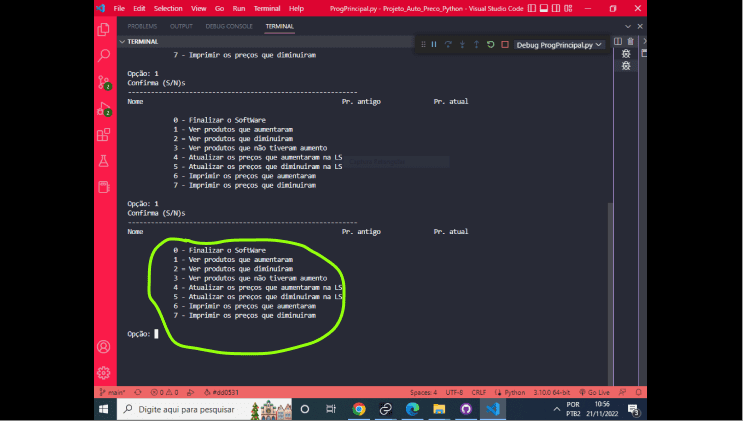 File Edit Selection View Go Run Terminal Help ProgPrincipal.py - Projeto_Auto_Preco_Python - Visual Studio Code
PROBLEMS OUTPUT DEBUG CONSOLE TERMINAL
TERMINAL
Debug ProgPrincipal.py
7 - Imprimir os preços que diminuiram
Opção: 1
Confirma (S/N)s
Nome Pr. antigo Pr. atual
0 - Finalizar o SoftWare
1 - Ver produtos que aumentaram
2 = Ver produtos que diminuiram
3 - Ver produtos que não tiveram aumento
4 - Atualizar os preços que aumentaram na LS
5 - Atualizar os preços que diminuiram na LS
6 - Imprimir os preços que aumentaram
7 - Imprimir os preços que diminuiram
Opção: 1
Confirma (S/N)s
Nome Pr. antigo Pr. atual
0 - Finalizar o SoftWare
1 - Ver produtos que aumentaram
2 = Ver produtos que diminuiram
3 - Ver produtos que não tiveram aumento
4 - Atualizar os preços que aumentaram na LS
5 - Atualizar os preços que diminuiram na LS
6 - Imprimir os preços que aumentaram
7 - Imprimir os preços que diminuiram
Opção:
main* 0 0 #dd0531 Spaces: 4 UTF-8 CRLF Python 3.10.0 64-bit Go Live
Digite aqui para pesquisar
POR 10:56
PTB2 21/11/2022